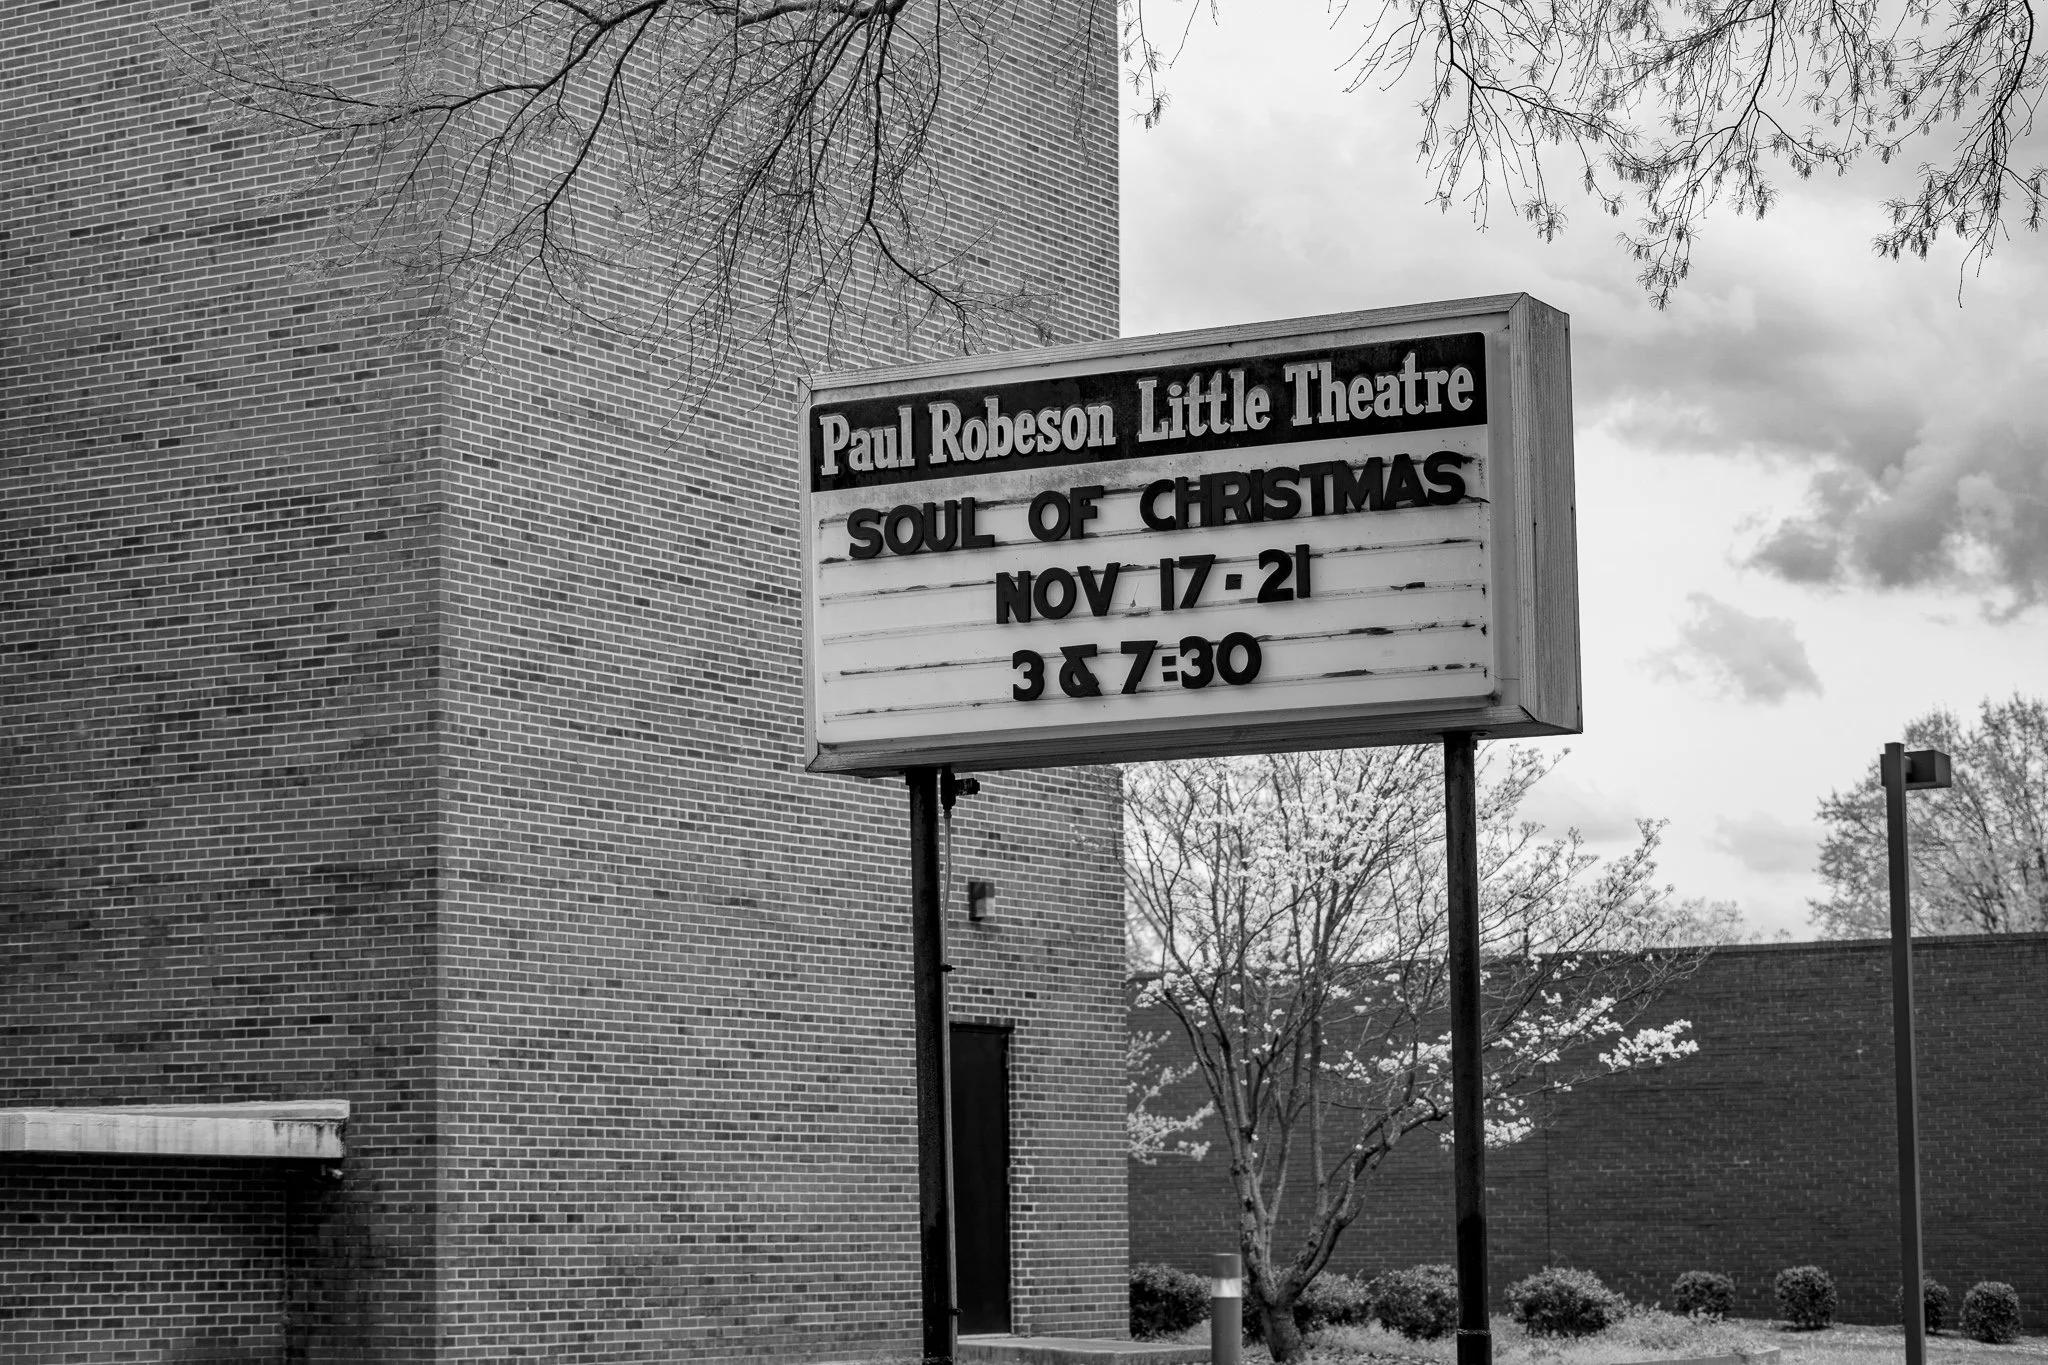 Paul Robeson Little Theatre
SOUL OF CHRISTMAS
NOV 17-21
3 & 7:30